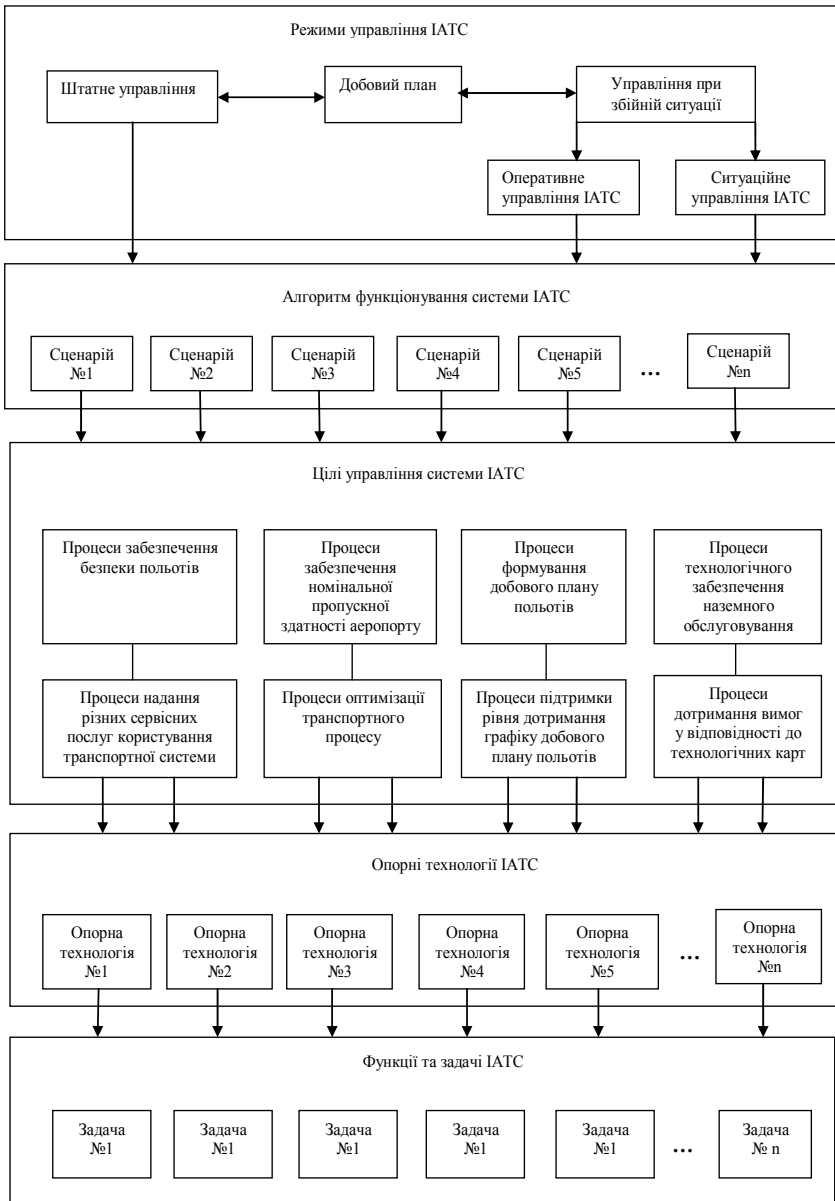 Режими управління ІАТС
Штатне управління
Добовий план
Управління при
збійній ситуації
Оперативне
управління ІАТС
Ситуаційне
управління ІАТС
Алгоритм функціонування системи ІАТС
Сценарій
№1
Сценарій
№2
Сценарій
№3
Сценарій
№4
Сценарій
№5
...
Сценарій
№n
Цілі управління системи ІАТС
Процеси забезпечення
безпеки польотів
Процеси
забезпечення
номінальної
пропускної
здатності аеропорту
Процеси
формування
добового плану
польотів
Процеси
технологічного
забезпечення
наземного
обслуговування
Процеси надання
різних сервісних
послуг користування
транспортної системи
Процеси оптимізації
транспортного
процесу
Процеси підтримки
рівня дотримання
графіку добового
плану польотів
Процеси
дотримання вимог
у відповідності до
технологічних карт
Опорні технології ІАТС
Опорна
технологія
№1
Опорна
технологія
№2
Опорна
технологія
№3
Опорна
технологія
№4
Опорна
технологія
№5
...
Опорна
технологія
№n
Функції та задачі ІАТС
Задача
№1
Задача
№1
Задача
№1
Задача
№1
Задача
№1
...
Задача
№ n